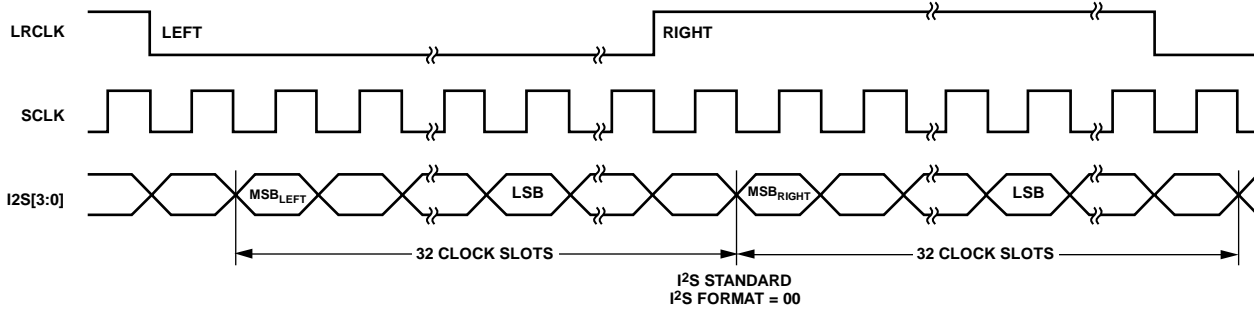 LRCLK
LEFT
RIGHT
SCLK
I2S[3:0]
MSBLEFT
LSB
MSBRIGHT
LSB
32 CLOCK SLOTS
32 CLOCK SLOTS
I2S STANDARD
I2S FORMAT = 00